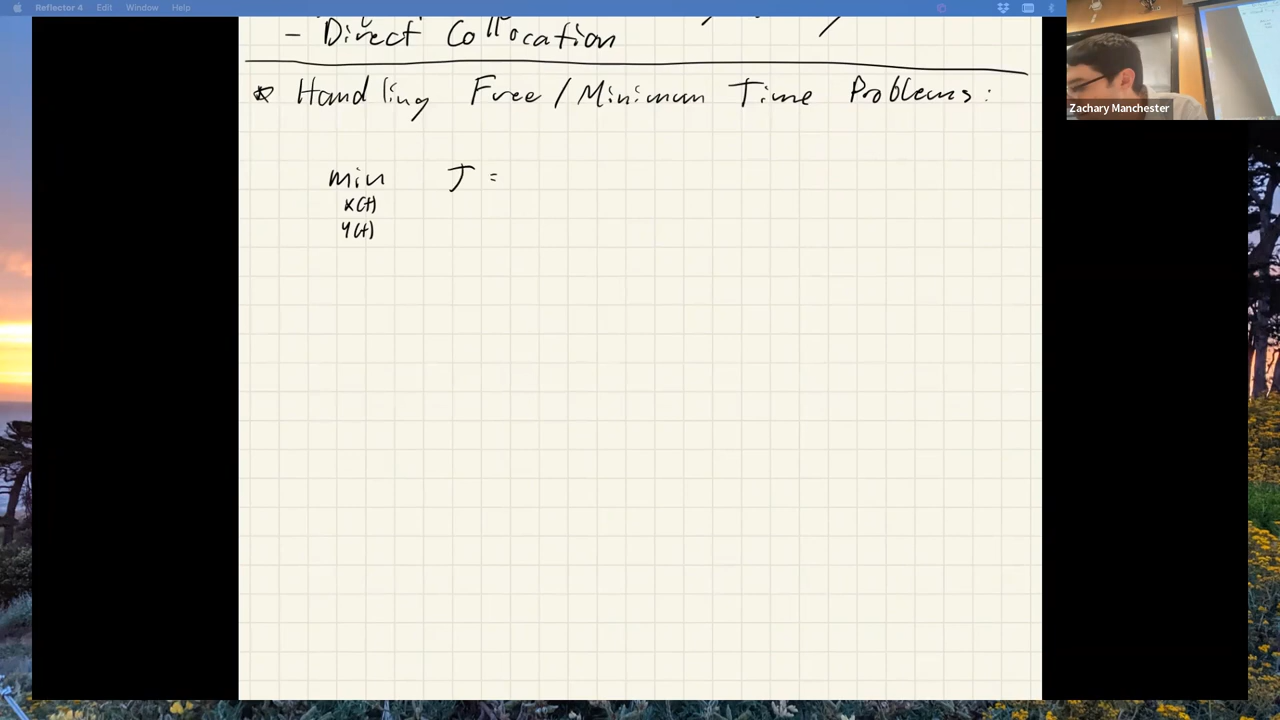 Reflector 4 Edit Window Help
Zachary Manchester
- Direct Collocation
* Handling Free/Minimum Time Problems:
min J =
x(t)
u(t)